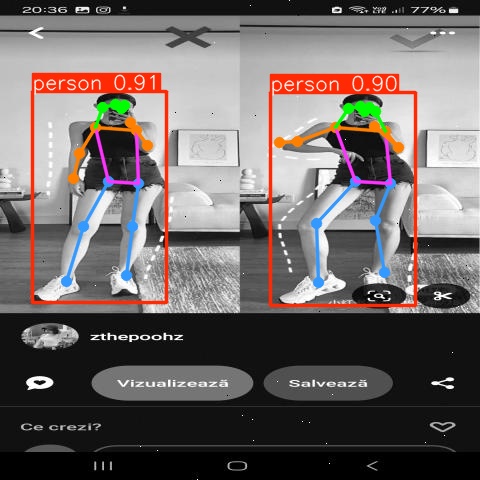 20:36 77%
person 0.91
person 0.90
zthepoohz
Vizualizează Salvează
Ce crezi?